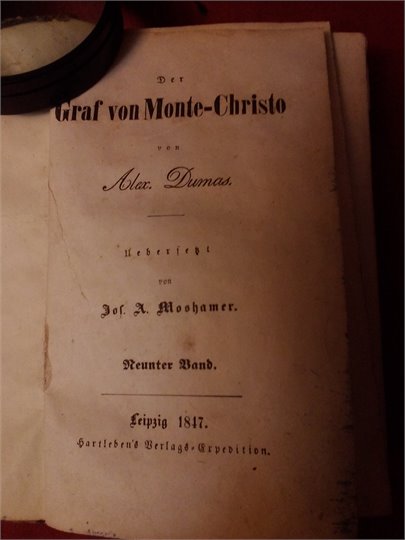 Der
Graf von Monte-Christo
von
Alex. Dumas.
Uebersetzt
von
Jos. A. Moshamer.
Neunter Band.
Leipzig 1847.
Hartleben's Verlags-Expedition.